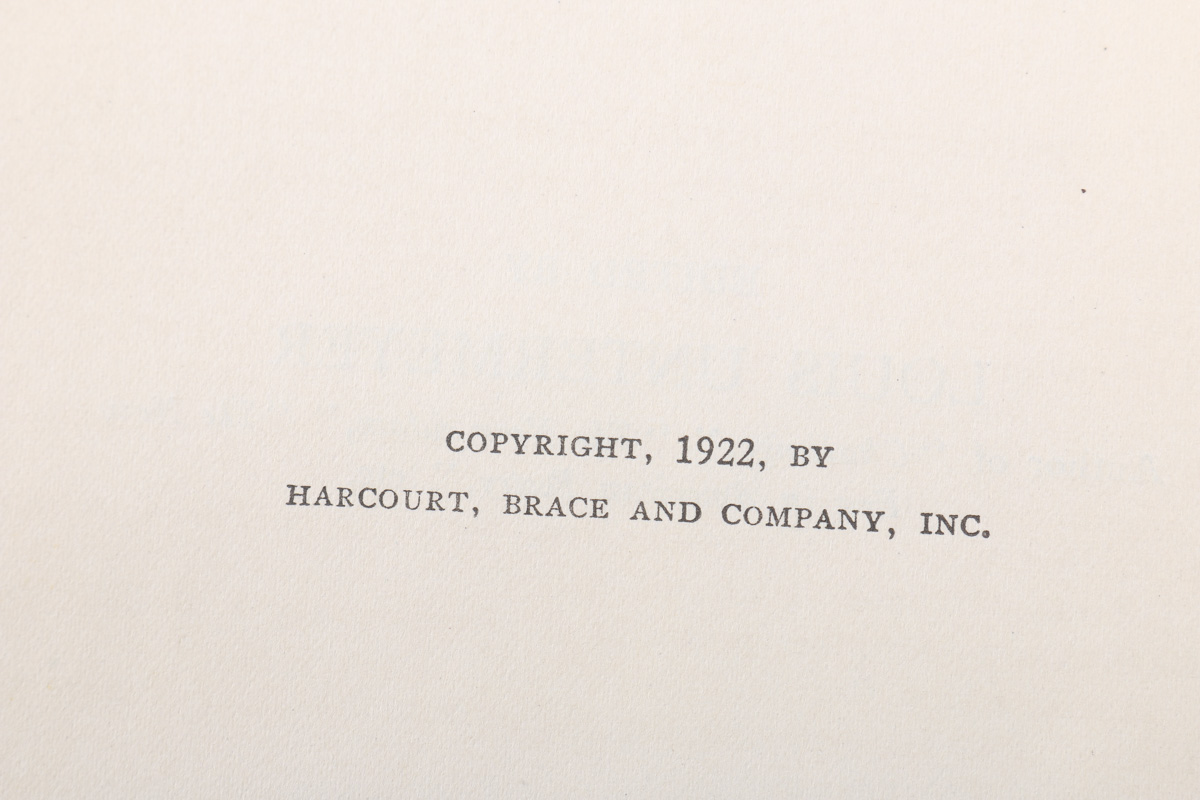 COPYRIGHT, 1922, BY
HARCOURT, BRACE AND COMPANY, INC.